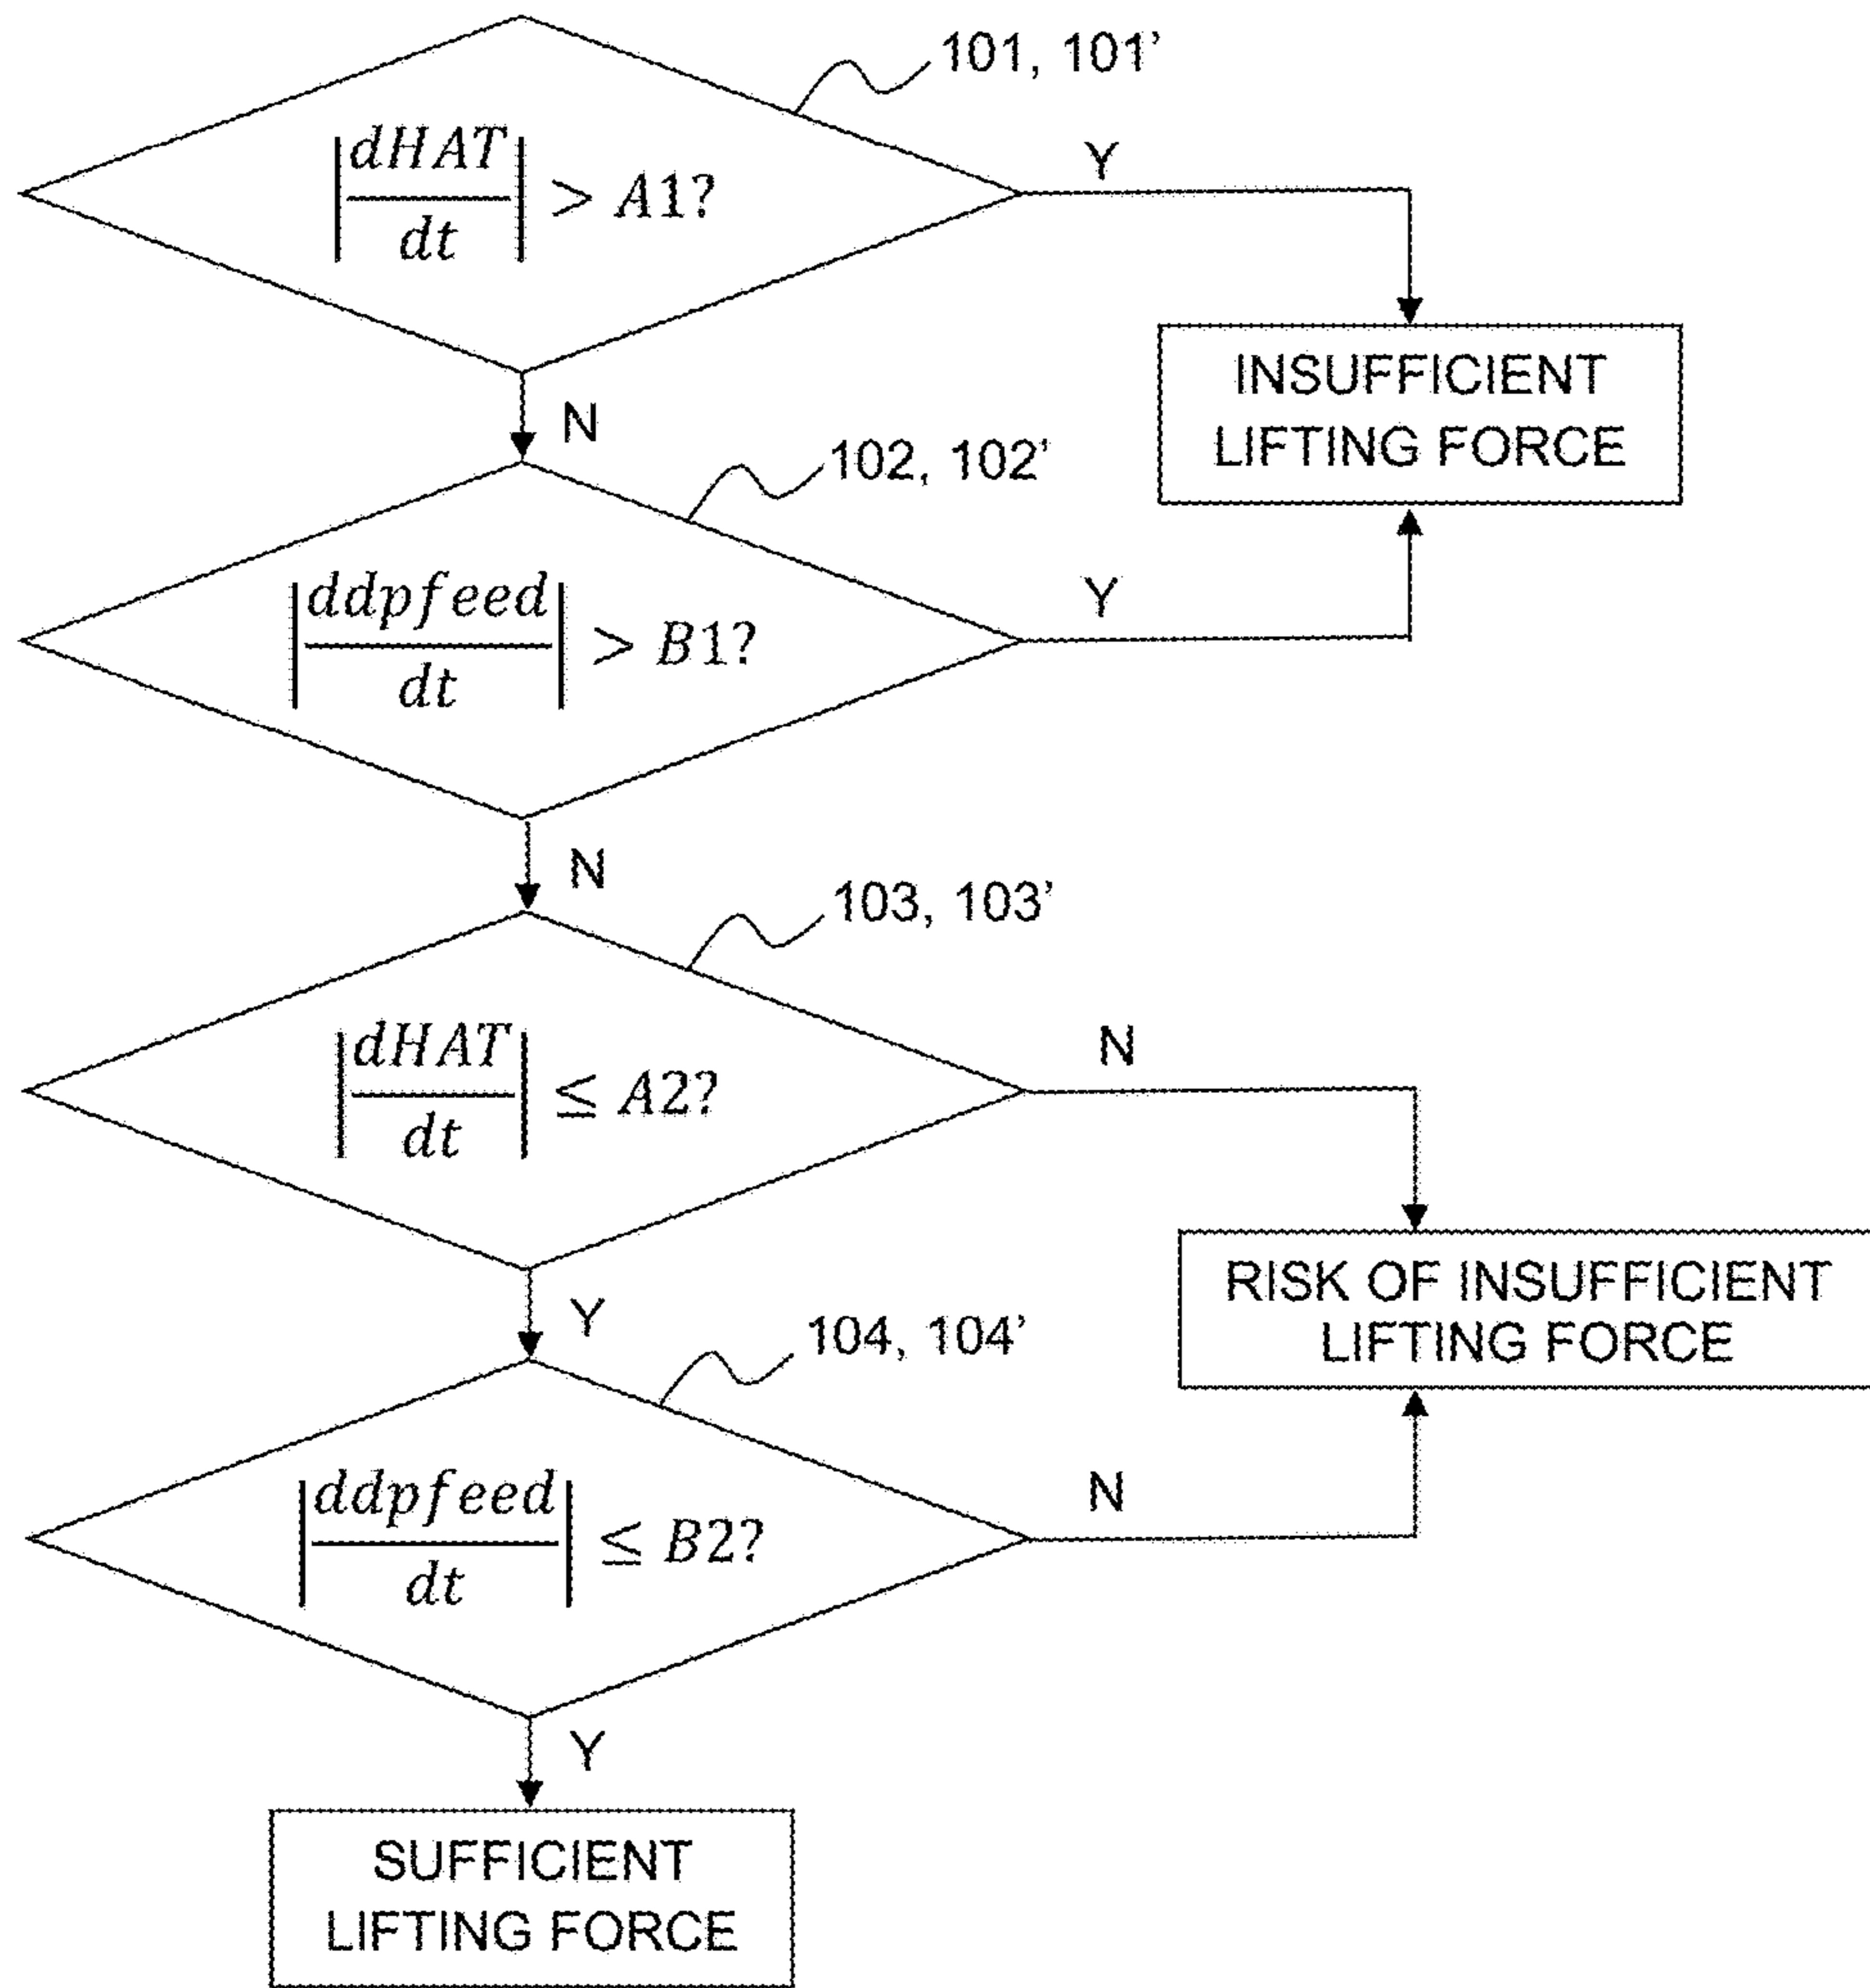 101, 101'
|dHAT/dt| > A1?
Y
INSUFFICIENT
LIFTING FORCE
N
102, 102'
|ddpfeed/dt| > B1?
Y
N
103, 103'
|dHAT/dt| ≤ A2?
N
RISK OF INSUFFICIENT
LIFTING FORCE
Y
104, 104'
|ddpfeed/dt| ≤ B2?
N
Y
SUFFICIENT
LIFTING FORCE